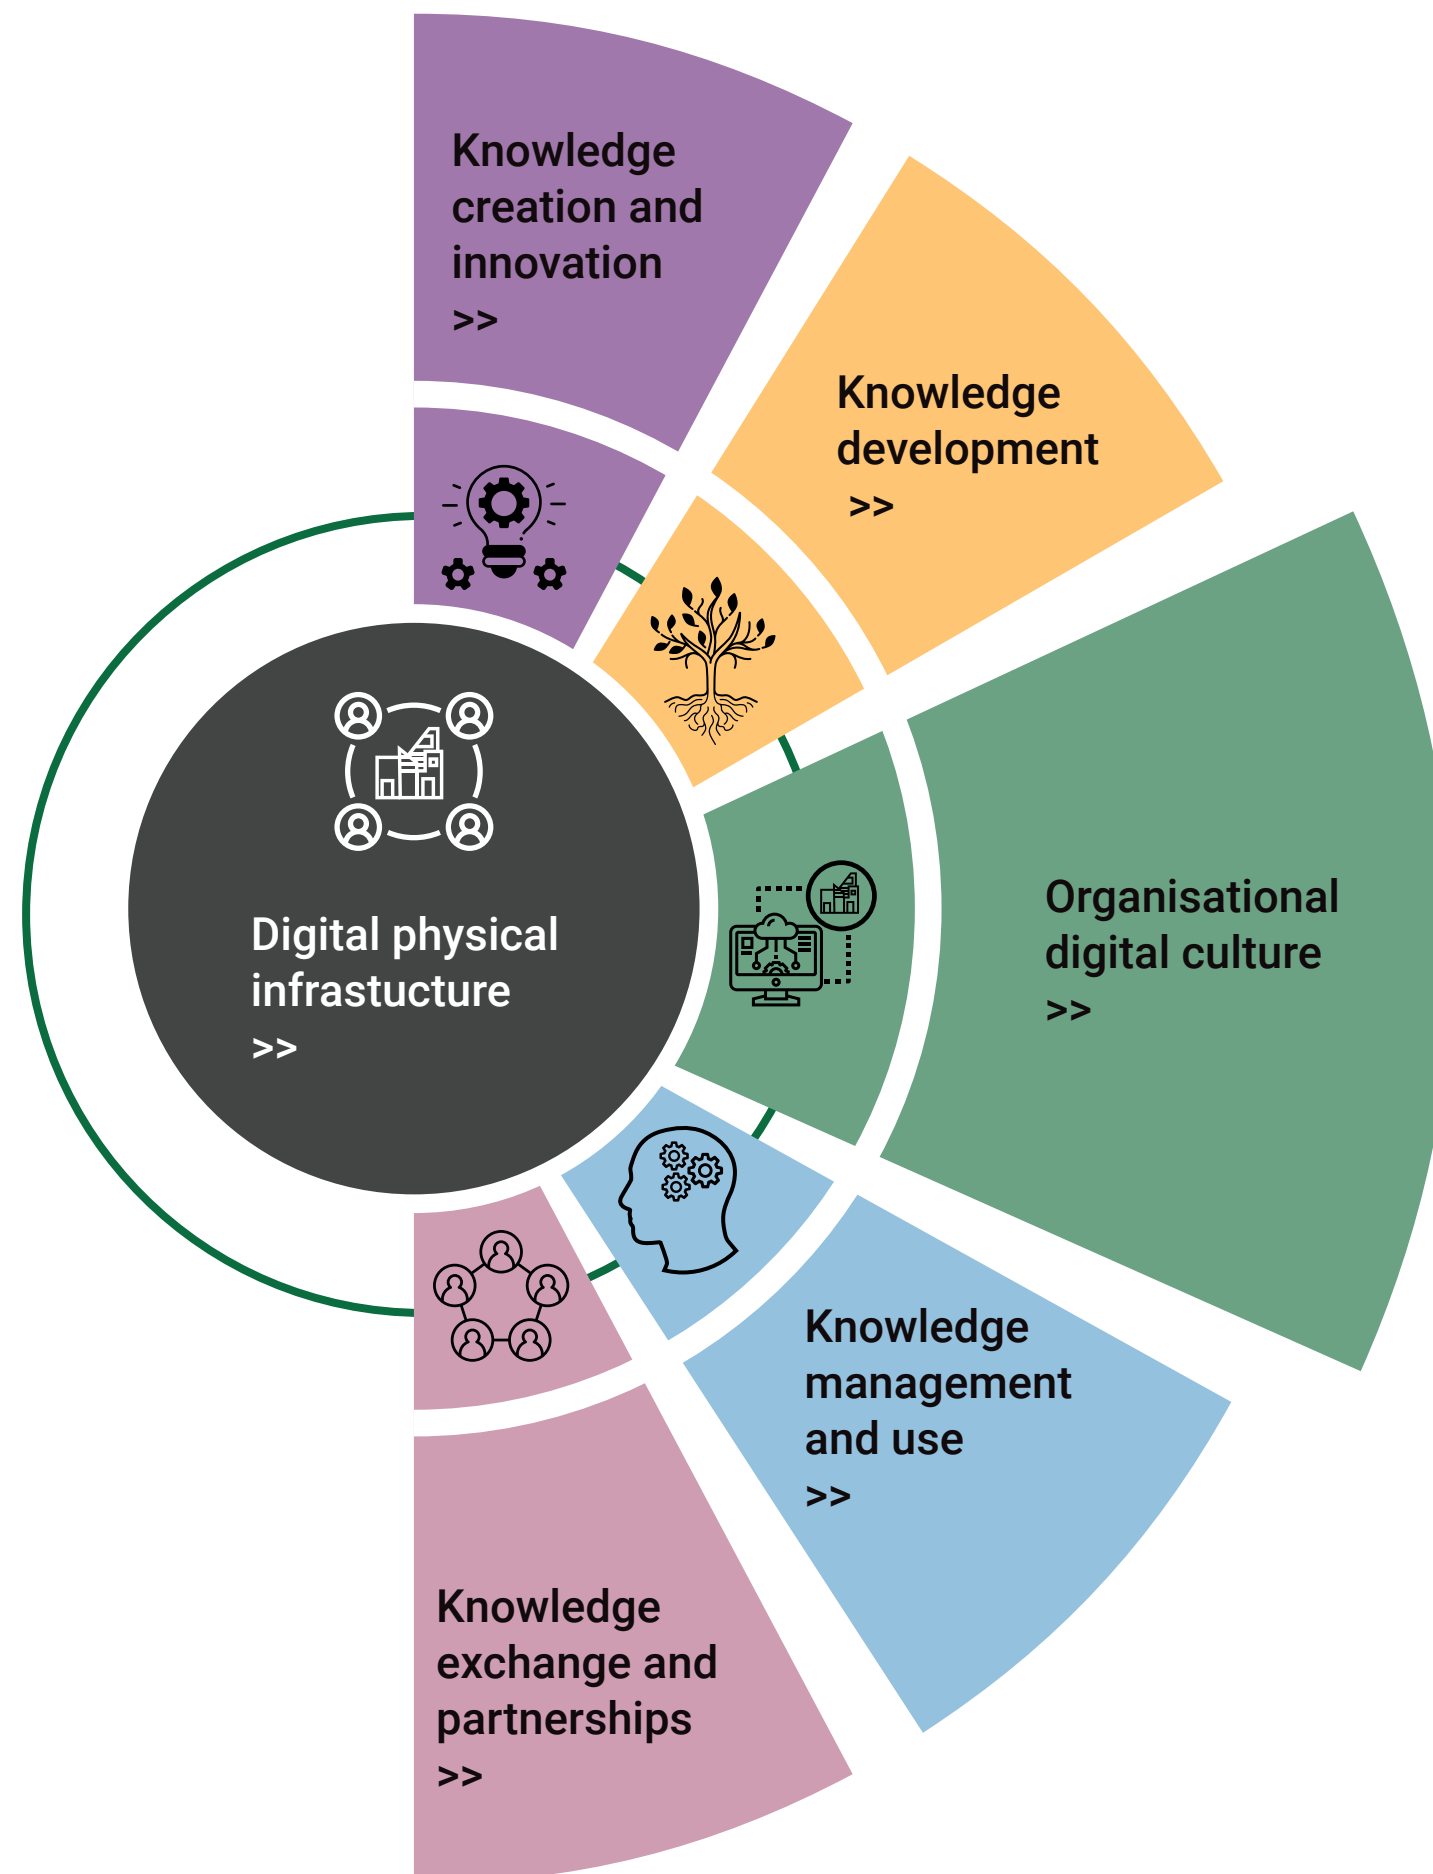 Knowledge
creation and
innovation
>>
Knowledge
development
>>
Organisational
digital culture
>>
Digital physical
infrastucture
>>
Knowledge
management
and use
>>
Knowledge
exchange and
partnerships
>>